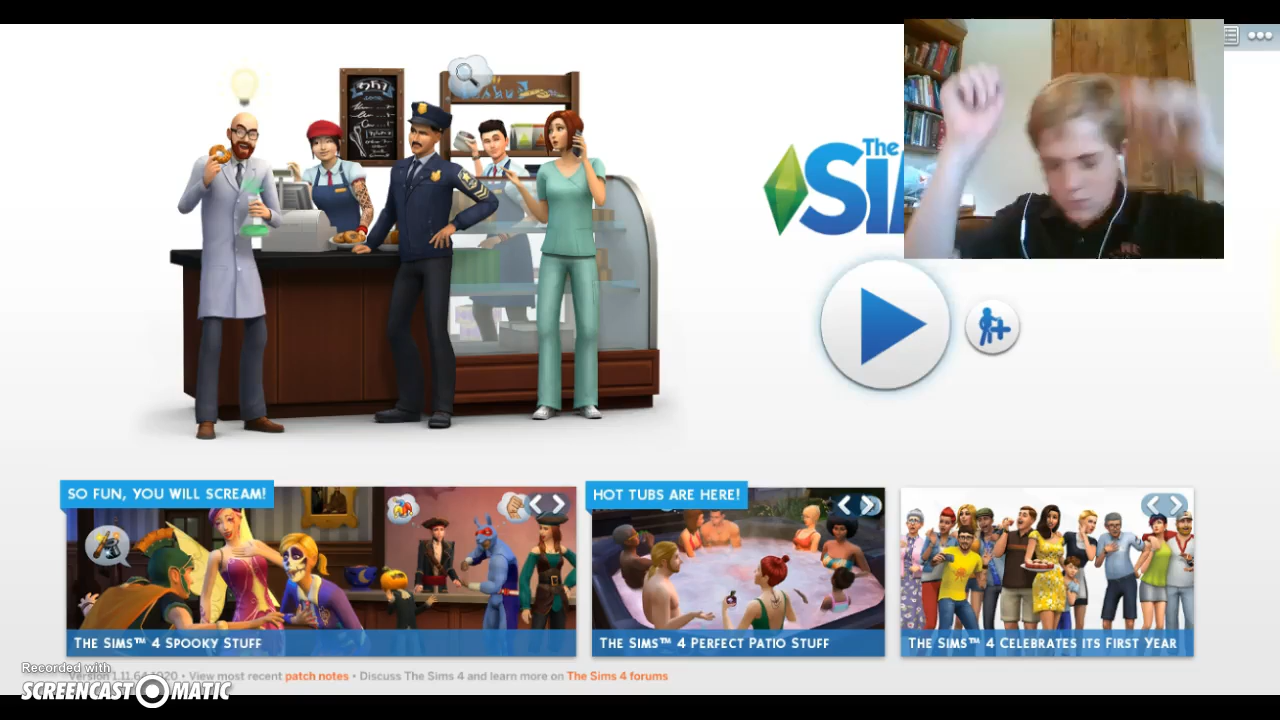 The
SO FUN, YOU WILL SCREAM!
HOT TUBS ARE HERE!
THE SIMS™ 4 SPOOKY STUFF
THE SIMS™ 4 PERFECT PATIO STUFF
THE SIMS™ 4 CELEBRATES ITS FIRST YEAR
Recorded with
• View most recent patch notes • Discuss The Sims 4 and learn more on The Sims 4 forums
SCREENCAST MATIC